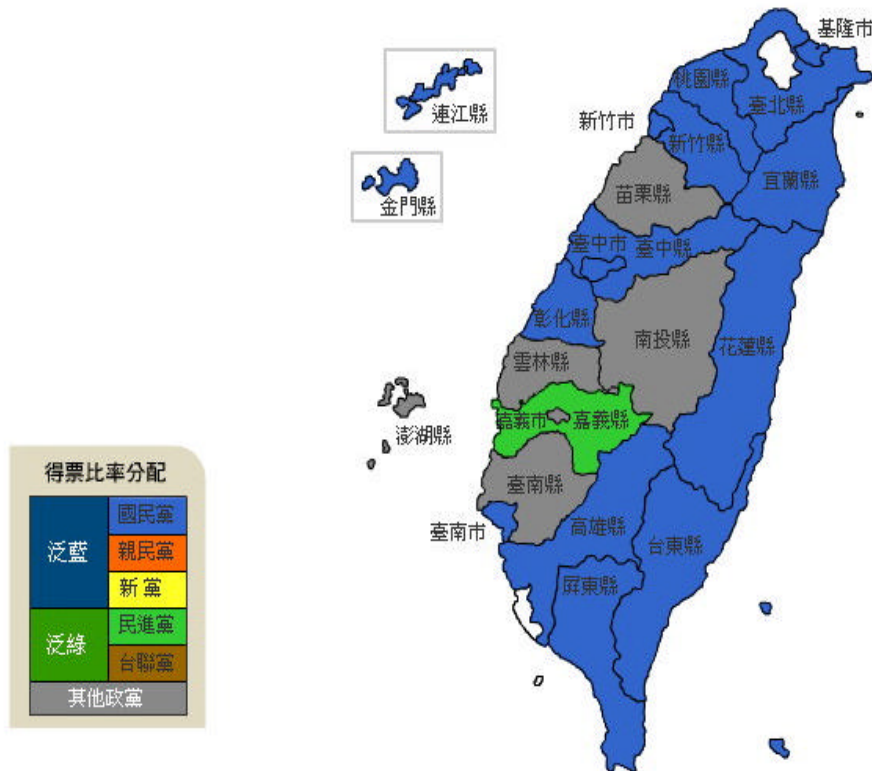 基隆市
桃園縣
臺北縣
連江縣
新竹市
新竹縣
宜蘭縣
苗栗縣
金門縣
臺中市
臺中縣
彰化縣
南投縣
花蓮縣
雲林縣
嘉義市
嘉義縣
澎湖縣
臺南縣
臺南市
高雄縣
台東縣
屏東縣
得票比率分配
泛藍
國民黨
親民黨
新黨
泛綠
民進黨
台聯黨
其他政黨